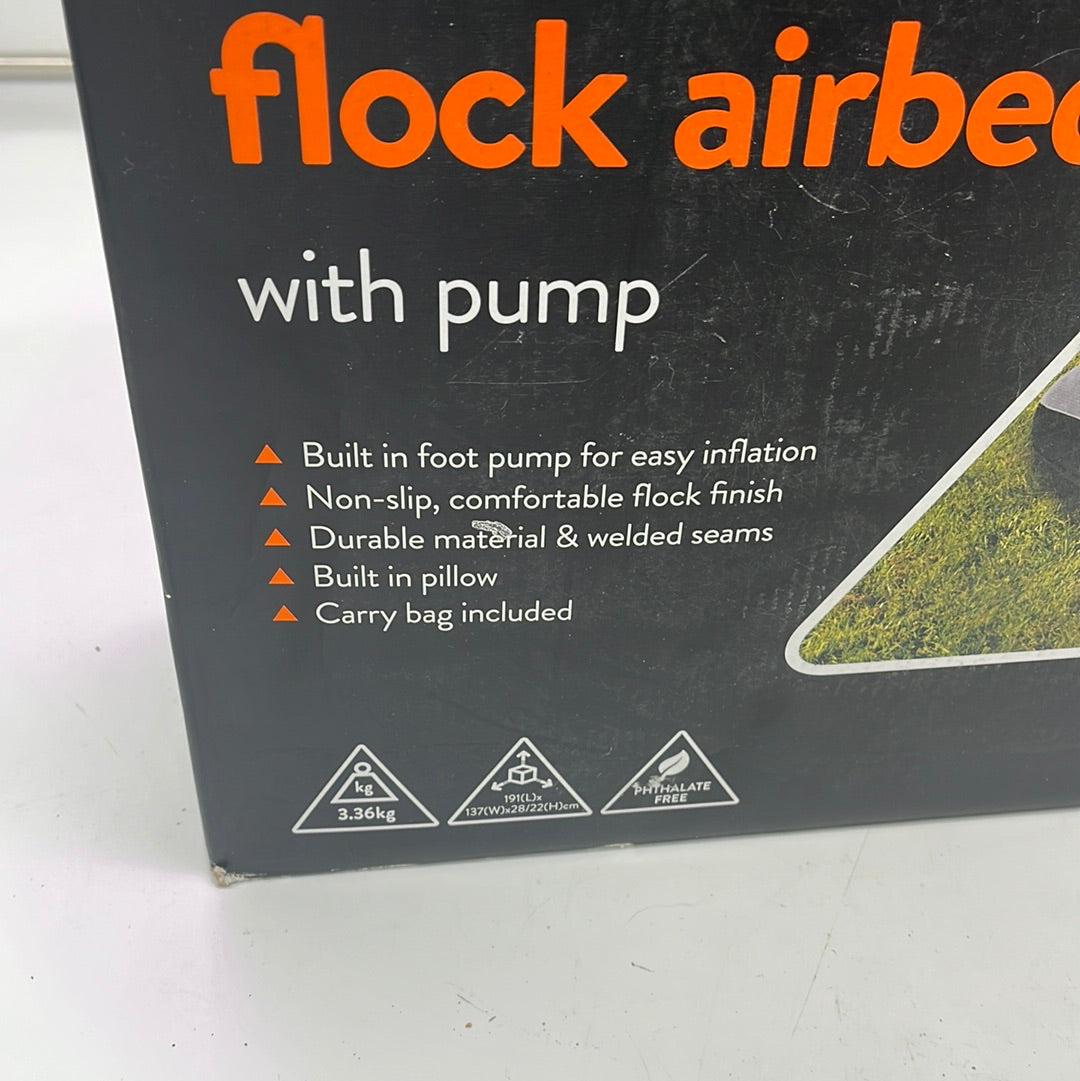 flock airbed
with pump
Built in foot pump for easy inflation
Non-slip, comfortable flock finish
Durable material & welded seams
Built in pillow
Carry bag included
kg
3.36kg
191(L)x
137(W)x28/22(H)cm
PHTHALATE
FREE